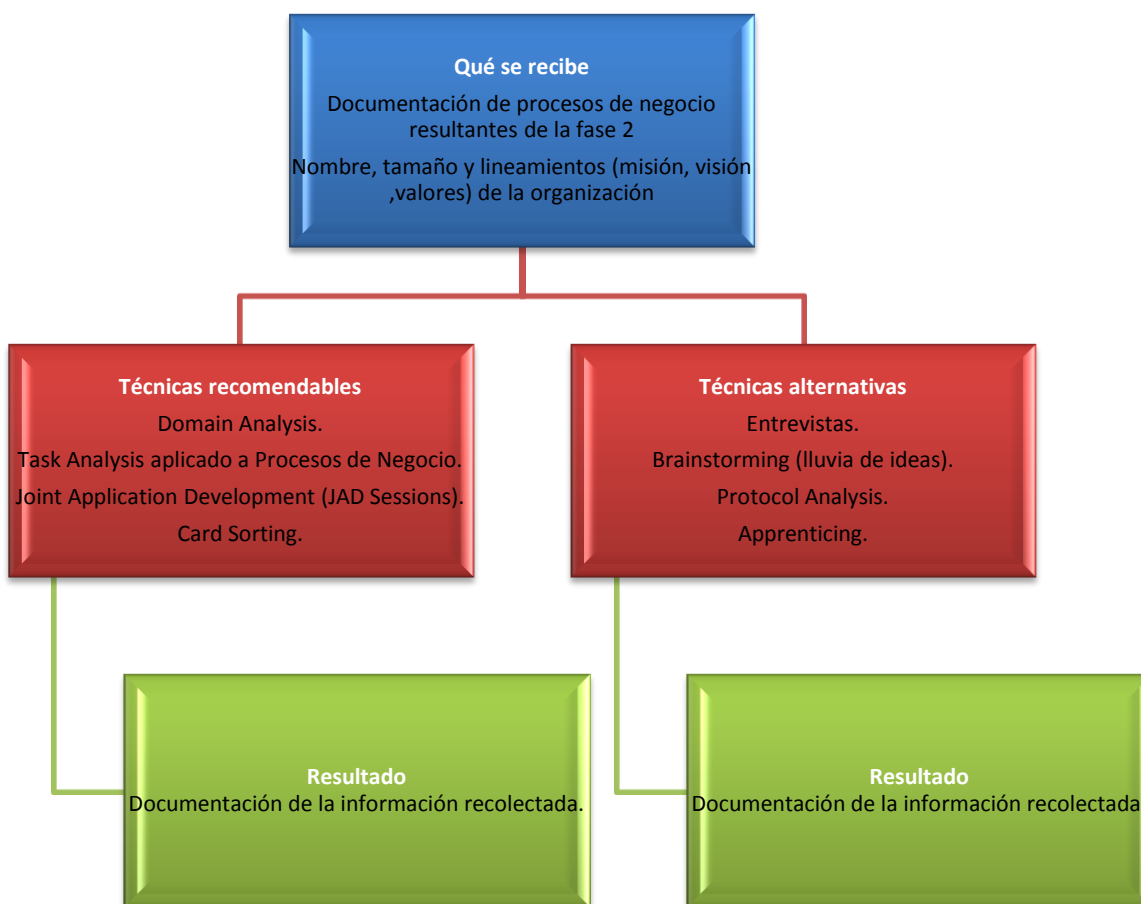 Qué se recibe
Documentación de procesos de negocio
resultantes de la fase 2
Nombre, tamaño y lineamientos (misión, visión
,valores) de la organización
Técnicas recomendables
Domain Analysis.
Task Analysis aplicado a Procesos de Negocio.
Joint Application Development (JAD Sessions).
Card Sorting.
Técnicas alternativas
Entrevistas.
Brainstorming (lluvia de ideas).
Protocol Analysis.
Apprenticing.
Resultado
Documentación de la información recolectada.
Resultado
Documentación de la información recolectada